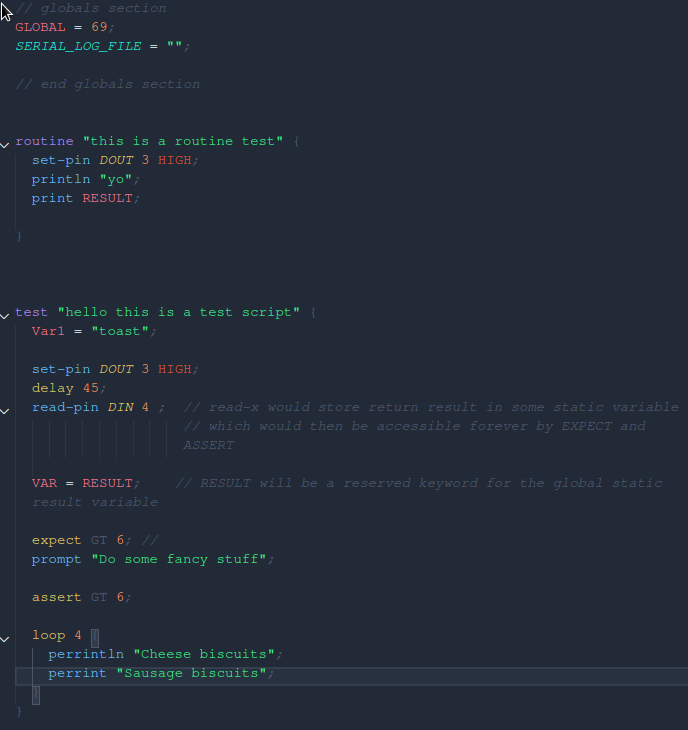 // globals section
GLOBAL = 69;
SERIAL_LOG_FILE = "";
// end globals section
routine "this is a routine test" {
set-pin DOUT 3 HIGH;
println "yo";
print RESULT;
}
test "hello this is a test script" {
Var1 = "toast";
set-pin DOUT 3 HIGH;
delay 45;
read-pin DIN 4 ; // read-x would store return result in some static variable
// which would then be accessible forever by EXPECT and
ASSERT
VAR = RESULT; // RESULT will be a reserved keyword for the global static
result variable
expect GT 6; //
prompt "Do some fancy stuff";
assert GT 6;
loop 4 {
perrintln "Cheese biscuits";
perrint "Sausage biscuits";
}
}